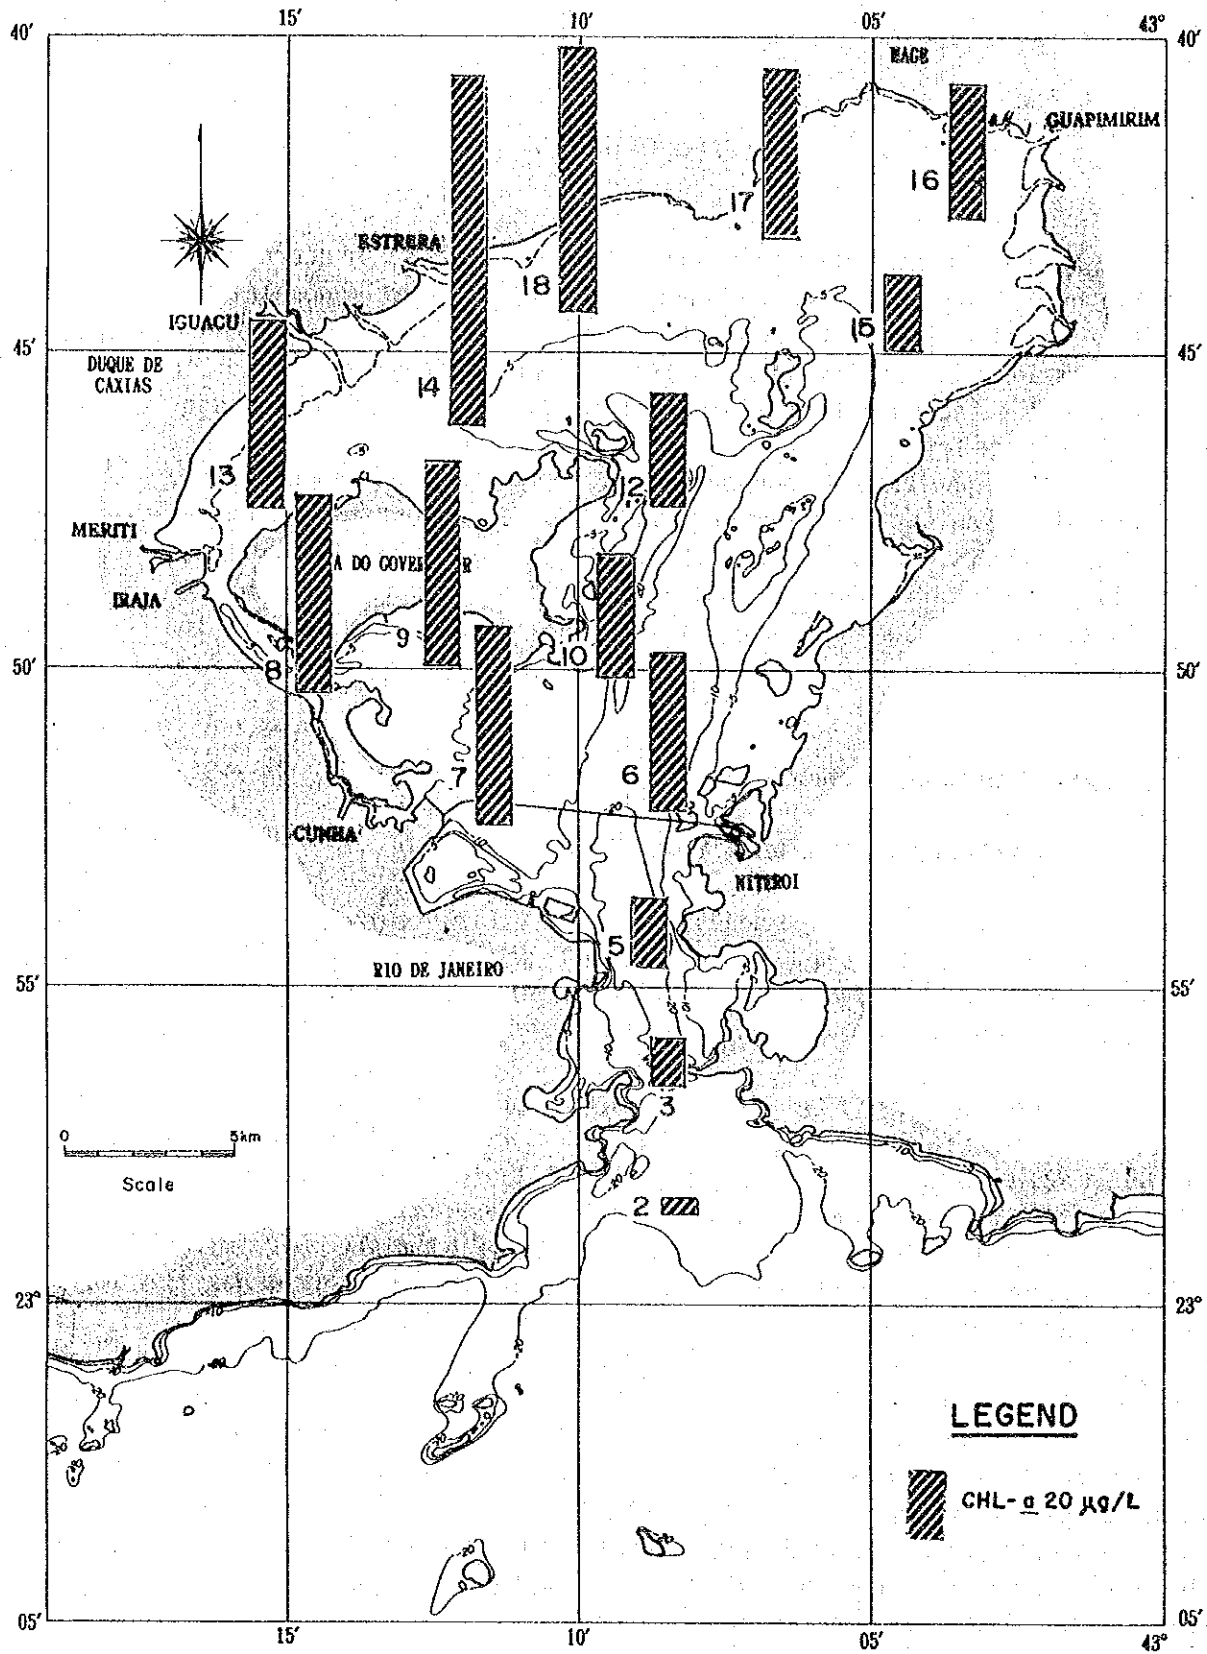 15' 10' 05' 43°
40' 40'
MAGE
GUAPIMIRIM
16
17
ESTRERA
18
IGUACU
15
45' 45'
DUQUE DE
CAXIAS
14
13
12
MERITI
A DO GOVE R
IRAJA
9
10
8
50' 50'
7
6
CUNHA
NITEROI
5
RIO DE JANEIRO
55' 55'
3
0 5km
Scale
2
23° 23°
LEGEND
CHL-a 20 µg/L
05' 05'
15' 10' 05' 43°